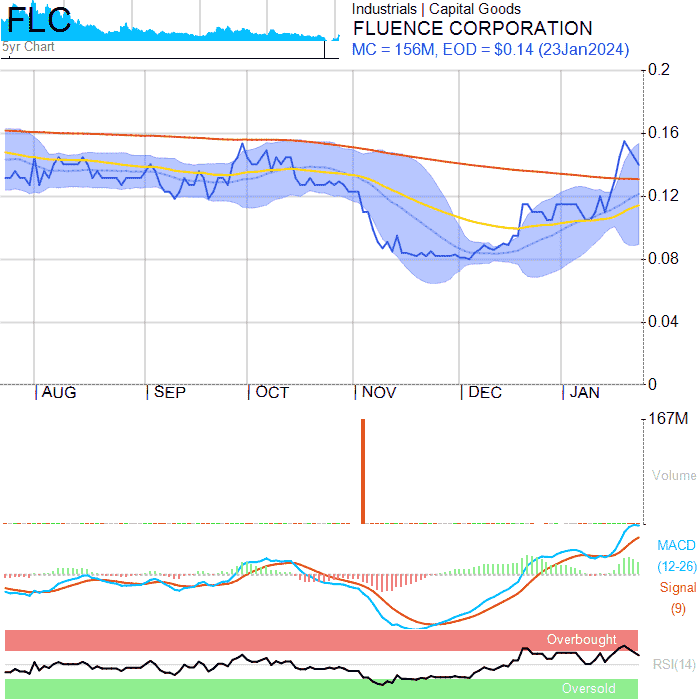 FLC
5yr Chart
Industrials | Capital Goods
FLUENCE CORPORATION
MC = 156M, EOD = $0.14 (23Jan2024)
0.2
0.16
0.12
0.08
0.04
0
AUG SEP OCT NOV DEC JAN
167M
Volume
MACD
(12-26)
Signal
(9)
Overbought
RSI(14)
Oversold